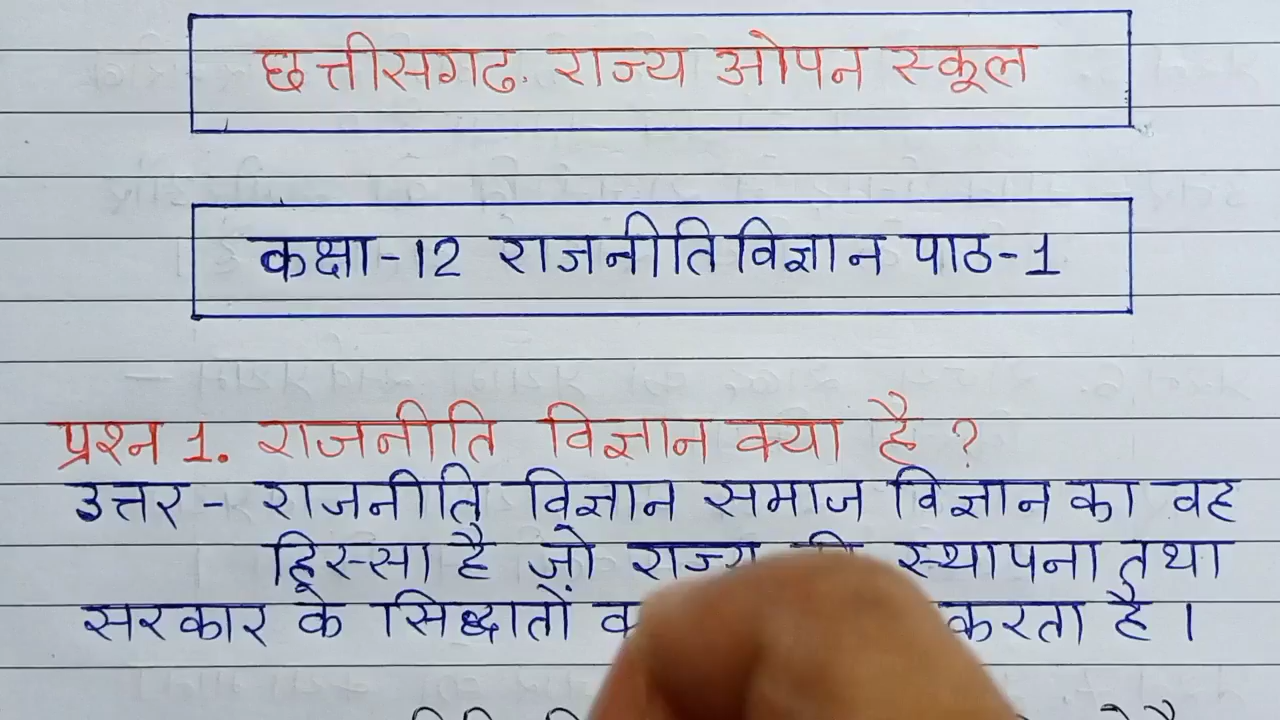 छत्तीसगढ. राज्य ओपन स्कूल
कक्षा-12 राजनीति विज्ञान पाठ-1
प्रश्न 1. राजनीति विज्ञान क्या है ?
उत्तर - राजनीति विज्ञान समाज विज्ञान का वह
हिस्सा है जो राज्य की स्थापना तथा
सरकार के सिद्धातों करता है ।